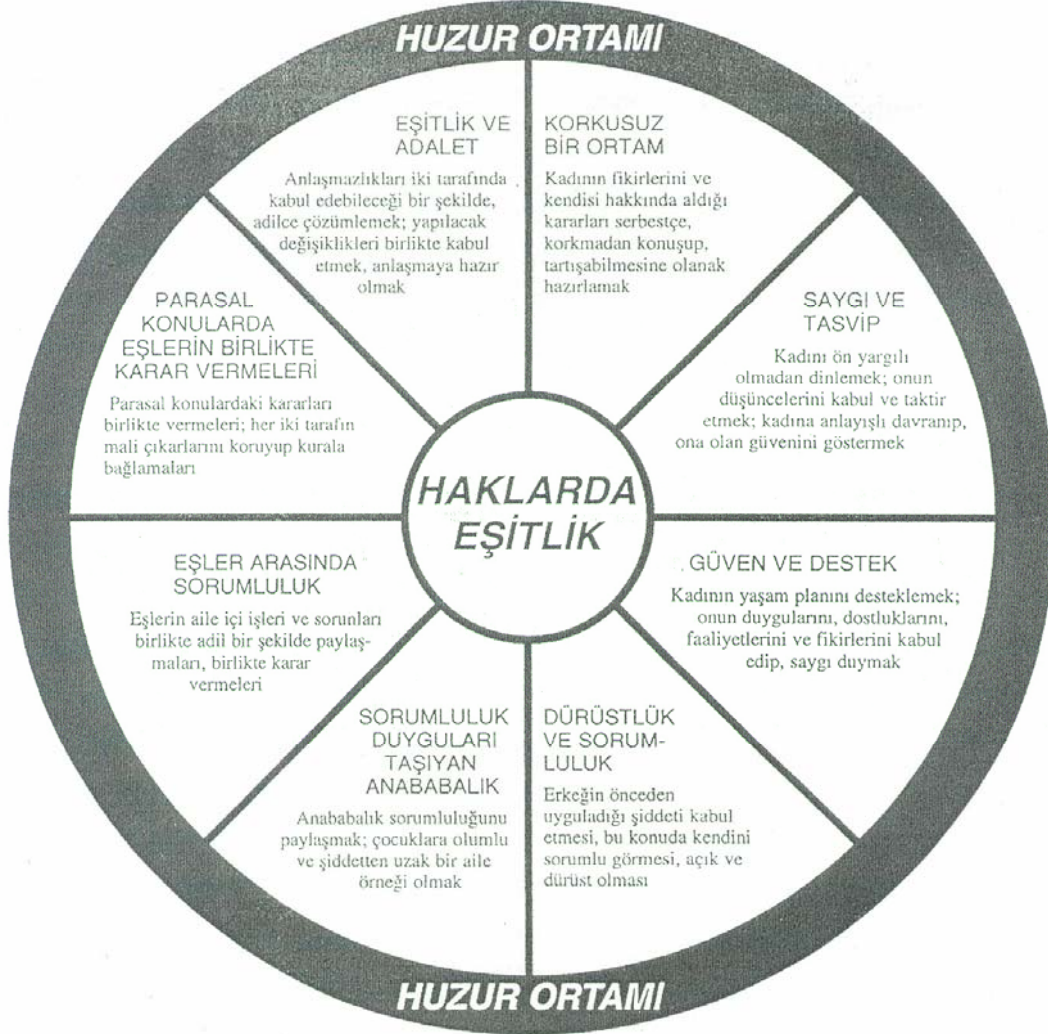 HUZUR ORTAMI
EŞİTLİK VE
ADALET
Anlaşmazlıkları iki tarafında
kabul edebileceği bir şekilde,
adilce çözümlemek; yapılacak
değişiklikleri birlikte kabul
etmek, anlaşmaya hazır
olmak
KORKUSUZ
BİR ORTAM
Kadının fikirlerini ve
kendisi hakkında aldığı
kararları serbestçe,
korkmadan konuşup,
tartışabilmesine olanak
hazırlamak
SAYGI VE
TASVİP
Kadını ön yargılı
olmadan dinlemek; onun
düşüncelerini kabul ve taktir
etmek; kadına anlayışlı davranıp,
ona olan güvenini göstermek
PARASAL
KONULARDA
EŞLERİN BİRLİKTE
KARAR VERMELERİ
Parasal konulardaki kararları
birlikte vermeleri; her iki tarafın
mali çıkarlarını koruyup kurala
bağlamaları
HAKLARDA
EŞİTLİK
EŞLER ARASINDA
SORUMLULUK
Eşlerin aile içi işleri ve sorunları
birlikte adil bir şekilde paylaş-
maları, birlikte karar
vermeleri
GÜVEN VE DESTEK
Kadının yaşam planını desteklemek;
onun duygularını, dostluklarını,
faaliyetlerini ve fikirlerini kabul
edip, saygı duymak
SORUMLULUK
DUYGULARI
TAŞIYAN
ANABABALIK
Anababalık sorumluluğunu
paylaşmak; çocuklara olumlu
ve şiddetten uzak bir aile
örneği olmak
DÜRÜSTLÜK
VE SORUM-
LULUK
Erkeğin önceden
uyguladığı şiddeti kabul
etmesi, bu konuda kendini
sorumlu görmesi, açık ve
dürüst olması
HUZUR ORTAMI